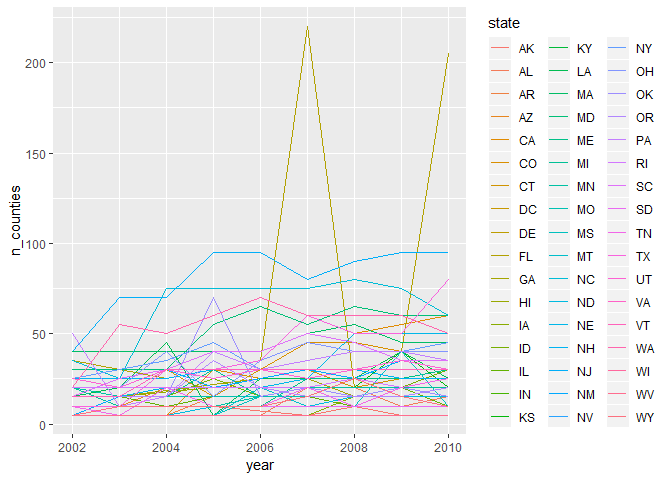 state
AK KY NY
AL LA OH
AR MA OK
AZ MD OR
CA ME PA
CO MI RI
CT MN SC
DC MO SD
DE MS TN
FL MT TX
GA NC UT
HI ND VA
IA NE VT
ID NH WA
IL NJ WI
IN NM WV
KS NV WY
n_counties
200
150
100
50
0
2002 2004 2006 2008 2010
year